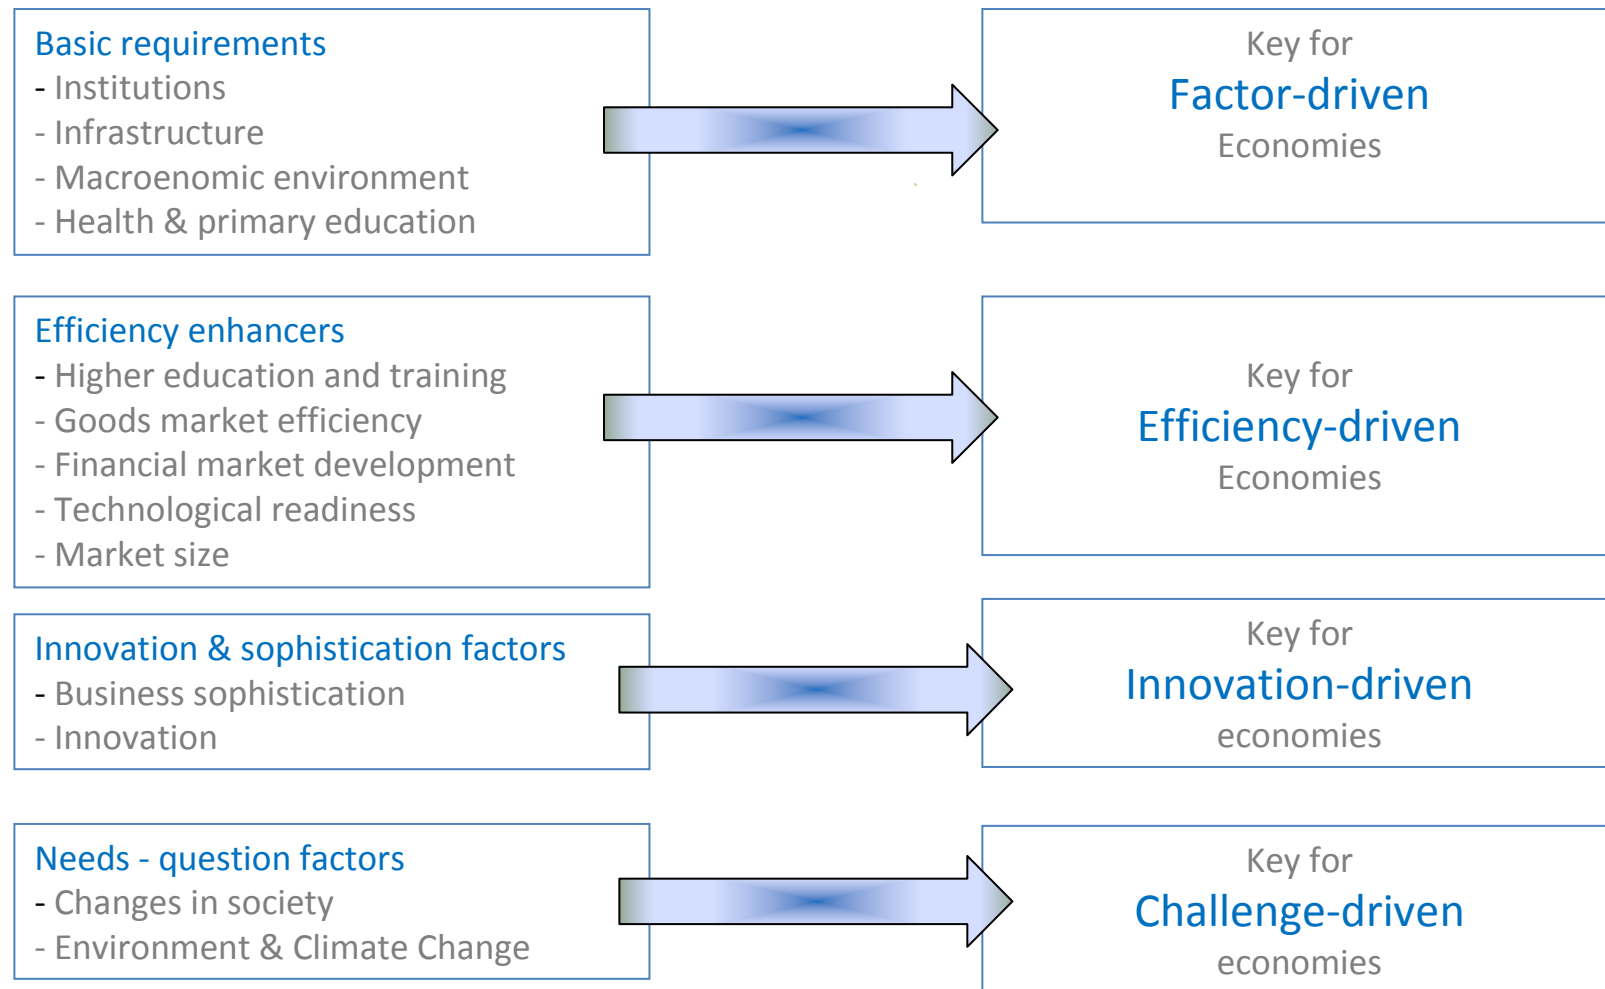 Basic requirements
- Institutions
- Infrastructure
- Macroenomic environment
- Health & primary education
Key for
Factor-driven
Economies
Efficiency enhancers
- Higher education and training
- Goods market efficiency
- Financial market development
- Technological readiness
- Market size
Key for
Efficiency-driven
Economies
Innovation & sophistication factors
- Business sophistication
- Innovation
Key for
Innovation-driven
economies
Needs - question factors
- Changes in society
- Environment & Climate Change
Key for
Challenge-driven
economies